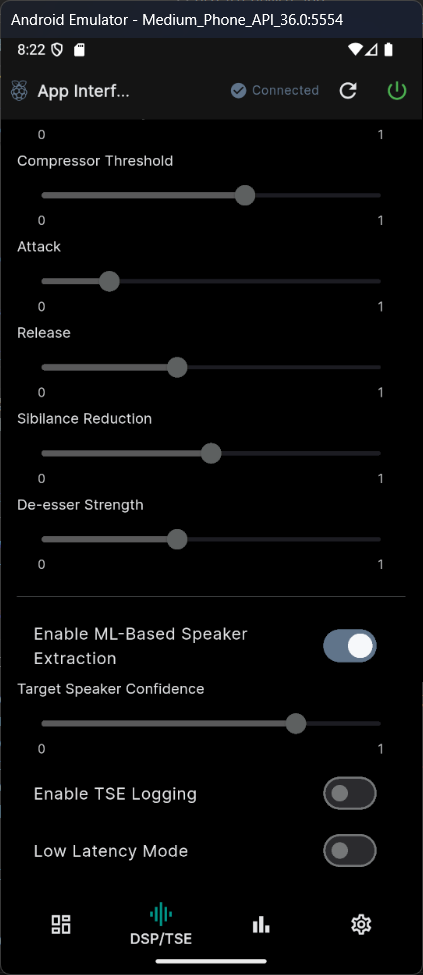 Android Emulator - Medium_Phone_API_36.0:5554
8:22
App Interf... Connected
0 1
Compressor Threshold
0 1
Attack
0 1
Release
0 1
Sibilance Reduction
0 1
De-esser Strength
0 1
Enable ML-Based Speaker
Extraction
Target Speaker Confidence
0 1
Enable TSE Logging
Low Latency Mode
DSP/TSE